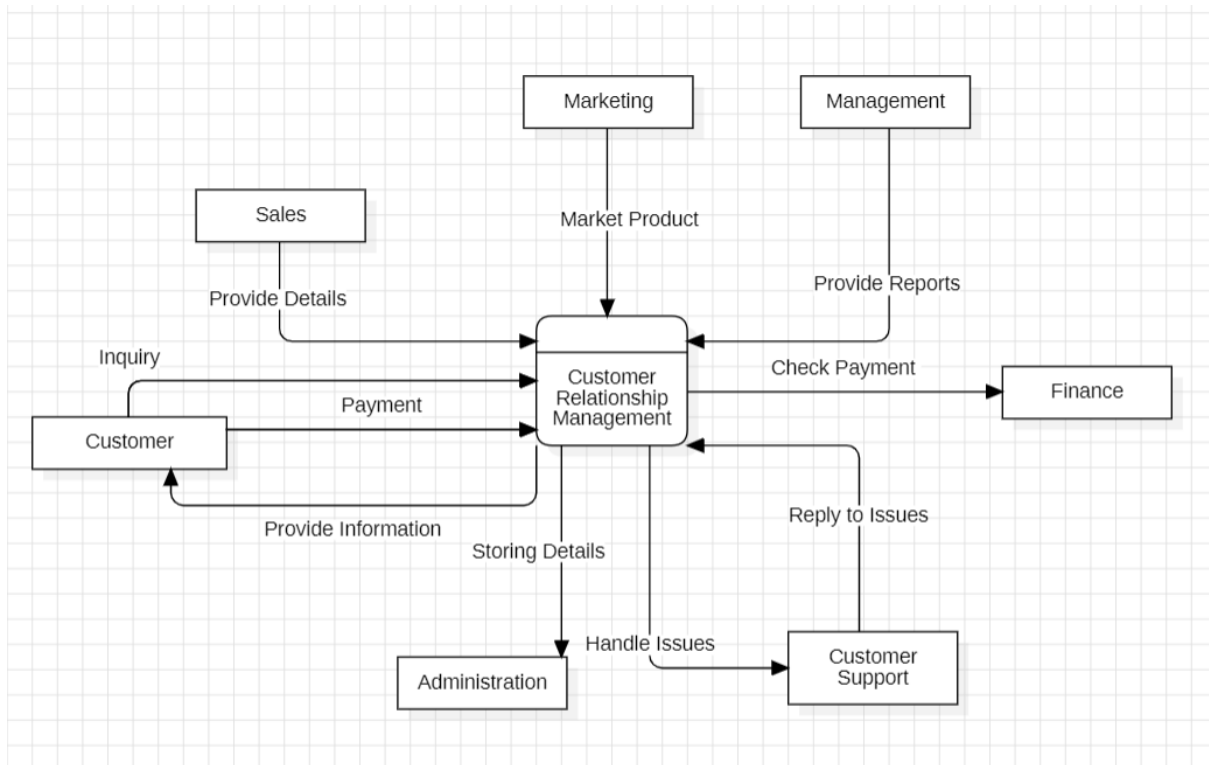 Marketing
Management
Sales
Market Product
Provide Details
Provide Reports
Inquiry
Check Payment
Customer
Relationship
Management
Finance
Payment
Customer
Provide Information
Reply to Issues
Storing Details
Handle Issues
Customer
Support
Administration